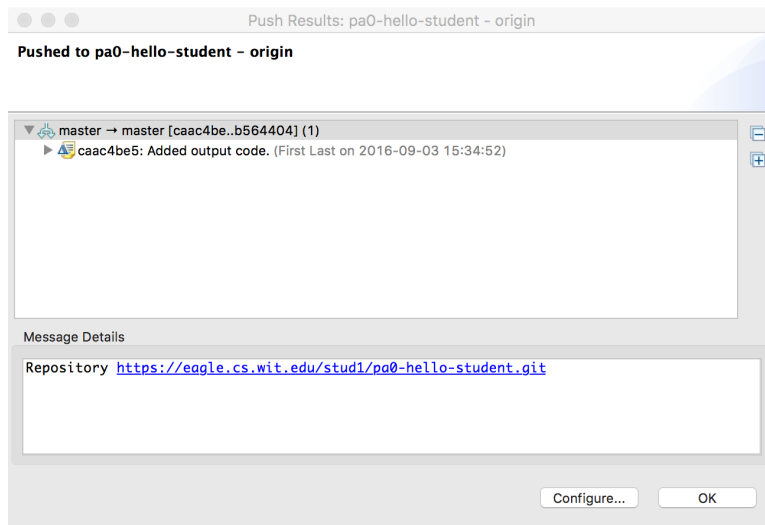 Push Results: pa0-hello-student - origin
Pushed to pa0-hello-student - origin
master → master [caac4be..b564404] (1)
caac4be5: Added output code. (First Last on 2016-09-03 15:34:52)
Message Details
Repository https://eagle.cs.wit.edu/stud1/pa0-hello-student.git
Configure... OK